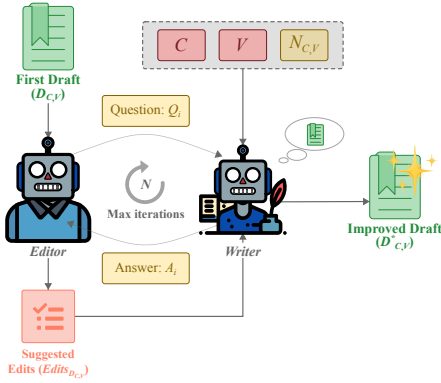 C V N_{C,V}
First Draft
(D_{C,V})
Question: Q_i
N
Max iterations
Editor
Writer
Answer: A_i
Improved Draft
(D^*_{C,V})
Suggested
Edits (Edits_{D_{C,V}})